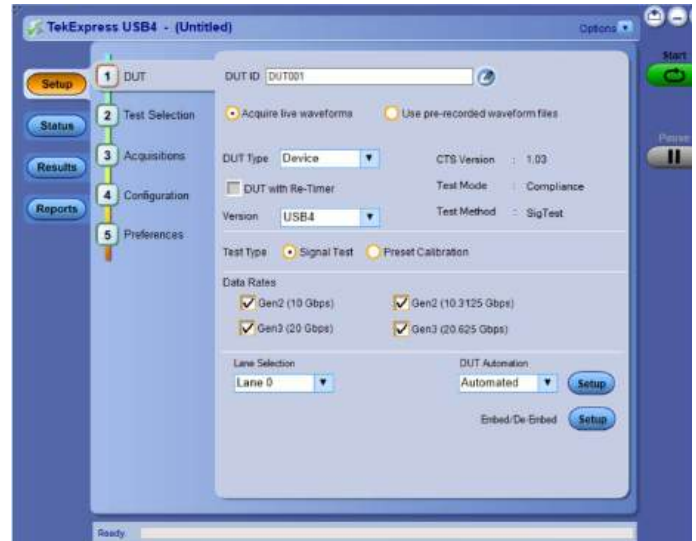 TekExpress USB4 - (Untitled)
Options
Start
Pause
Setup
Status
Results
Reports
1 DUT
2 Test Selection
3 Acquisitions
4 Configuration
5 Preferences
DUT ID DUT001
Acquire live waveforms
Use pre-recorded waveform files
DUT Type Device
CTS Version : 1.03
DUT with Re-Timer
Test Mode : Compliance
Version USB4
Test Method : SigTest
Test Type Signal Test Preset Calibration
Data Rates
Gen2 (10 Gbps) Gen2 (10.3125 Gbps)
Gen3 (20 Gbps) Gen3 (20.625 Gbps)
Lane Selection DUT Automation
Lane 0 Automated Setup
Embed/De-Embed Setup
Ready